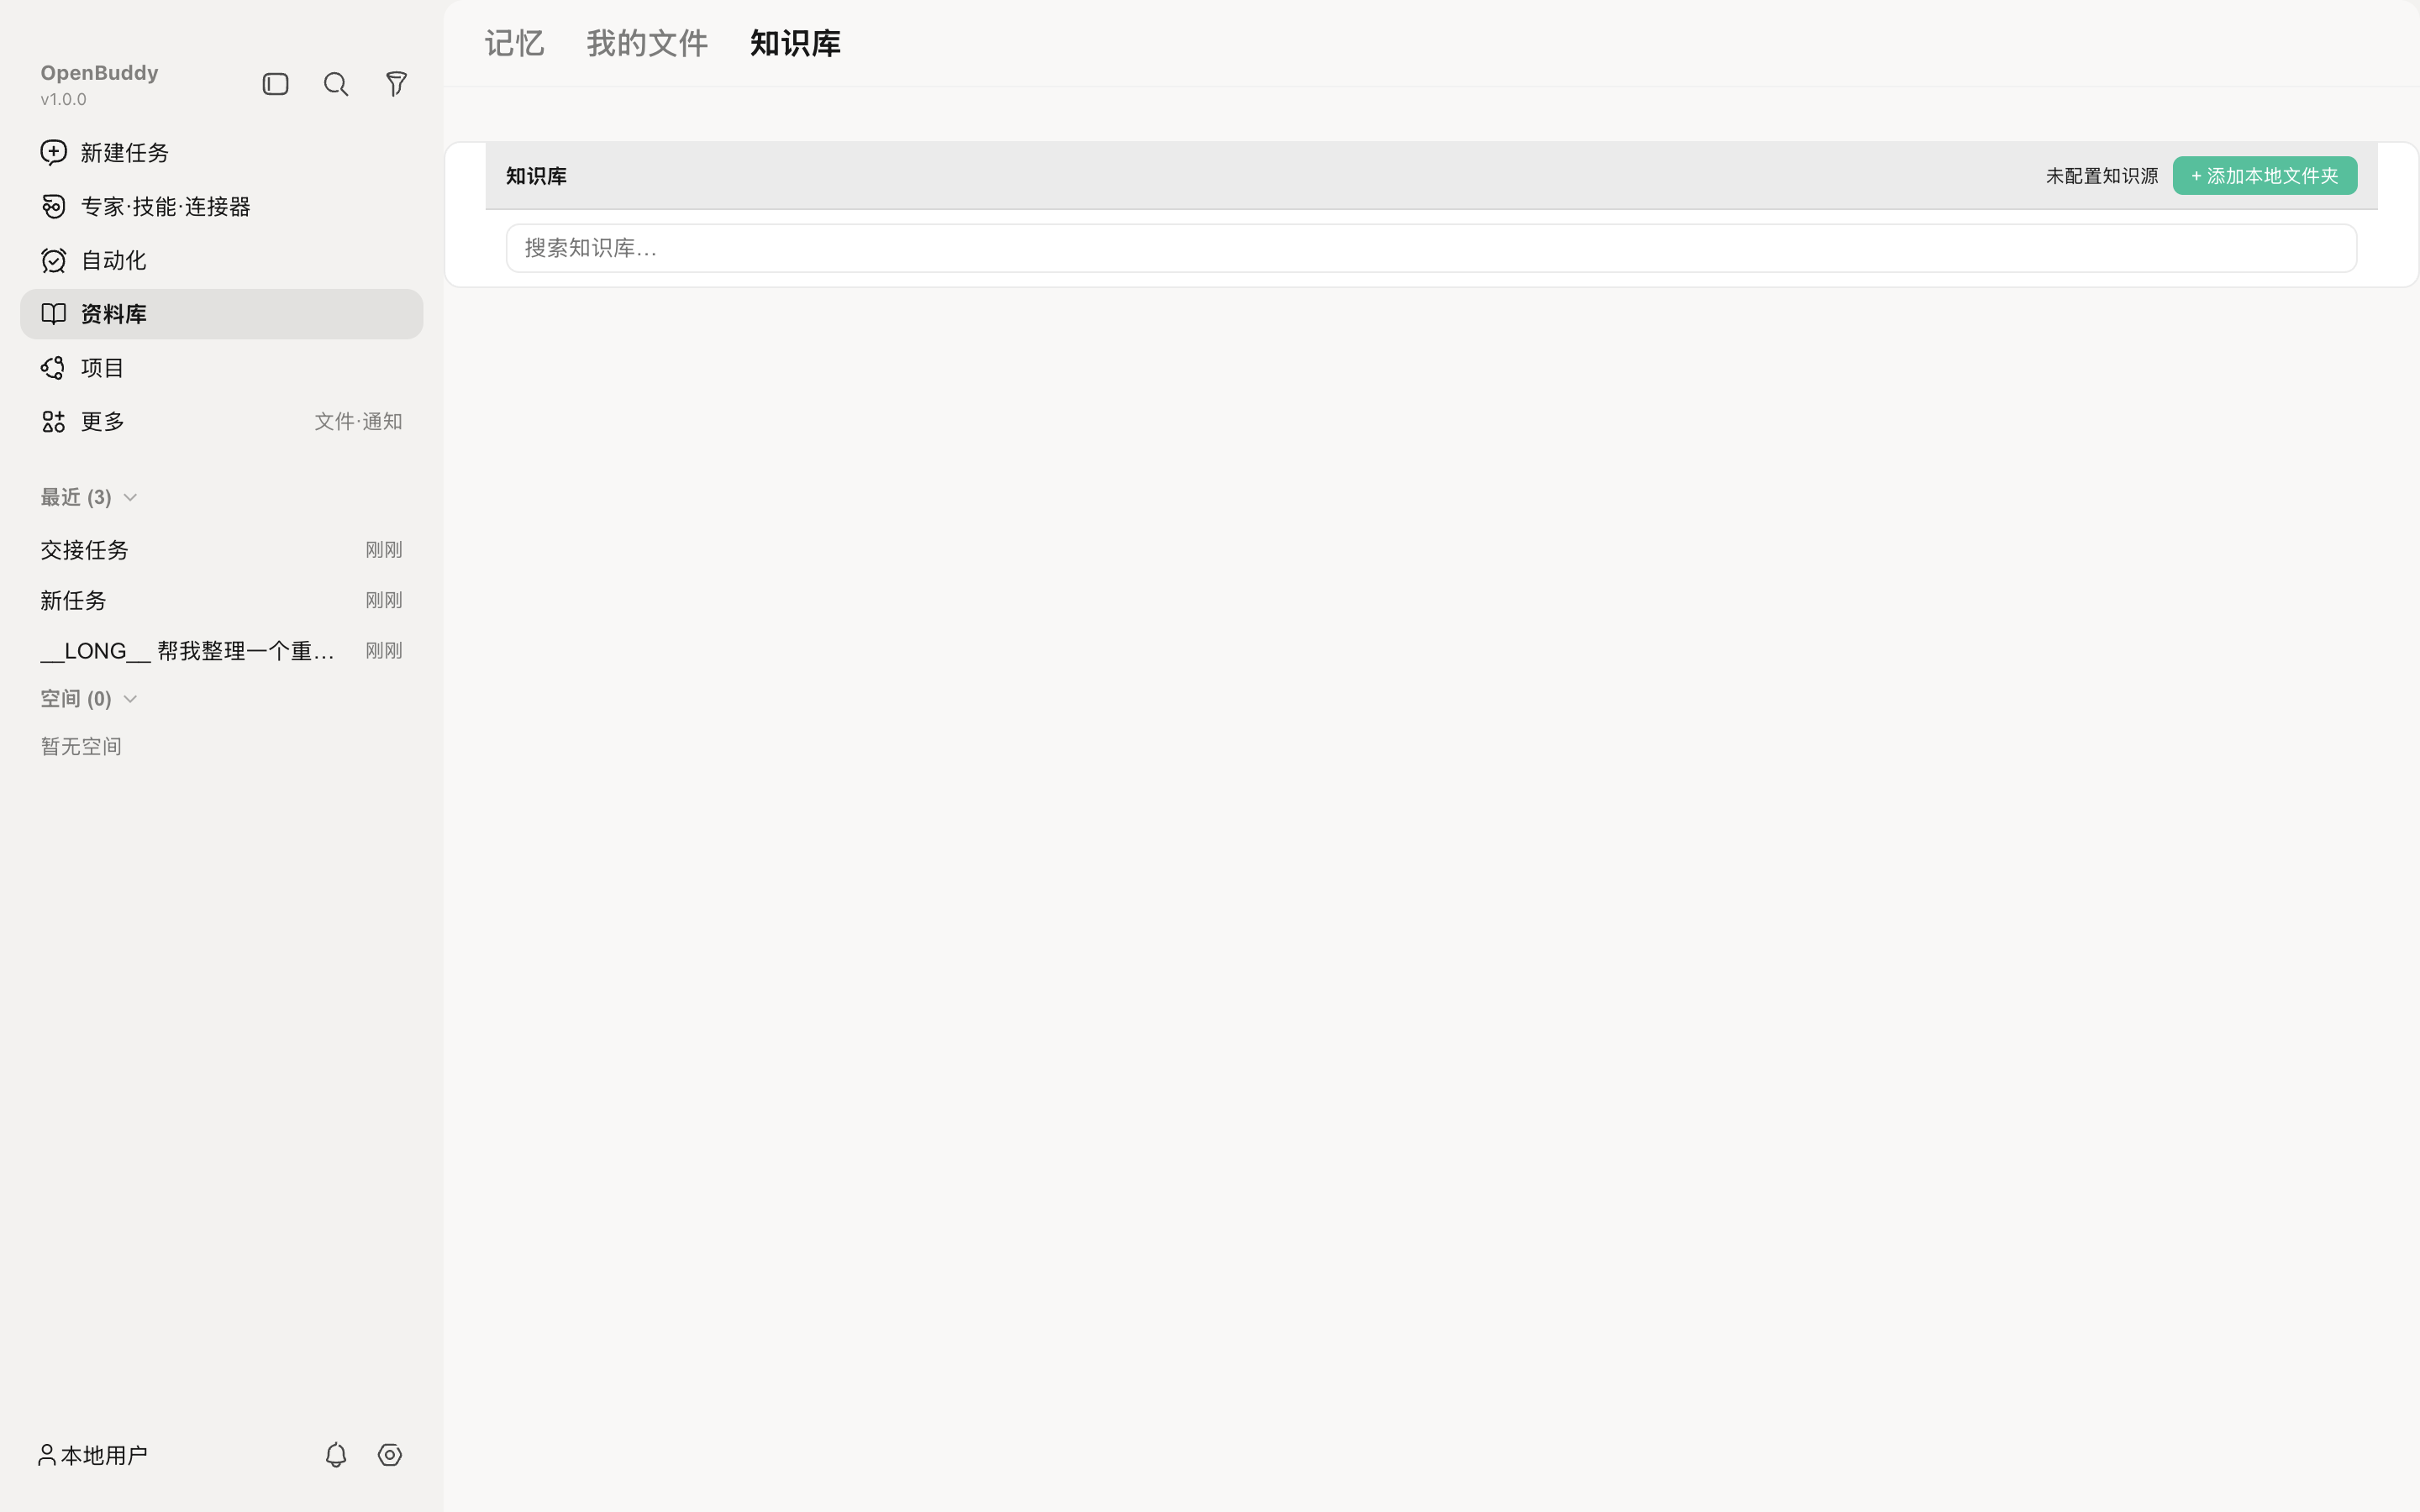 OpenBuddy
v1.0.0
新建任务
专家·技能·连接器
自动化
资料库
项目
更多 文件·通知
最近 (3)
交接任务 刚刚
新任务 刚刚
__LONG__ 帮我整理一个重… 刚刚
空间 (0)
暂无空间
本地用户
记忆 我的文件 知识库
知识库 未配置知识源 + 添加本地文件夹
搜索知识库…